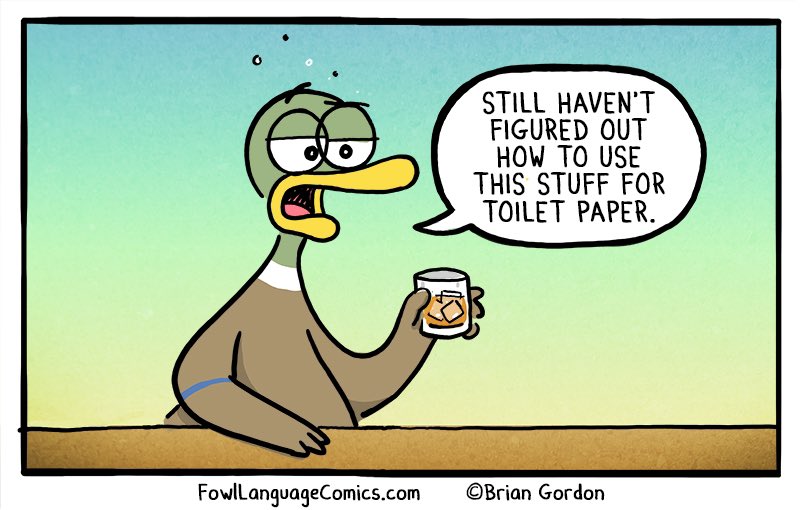 STILL HAVEN'T
FIGURED OUT
HOW TO USE
THIS STUFF FOR
TOILET PAPER.
FowlLanguageComics.com ©Brian Gordon